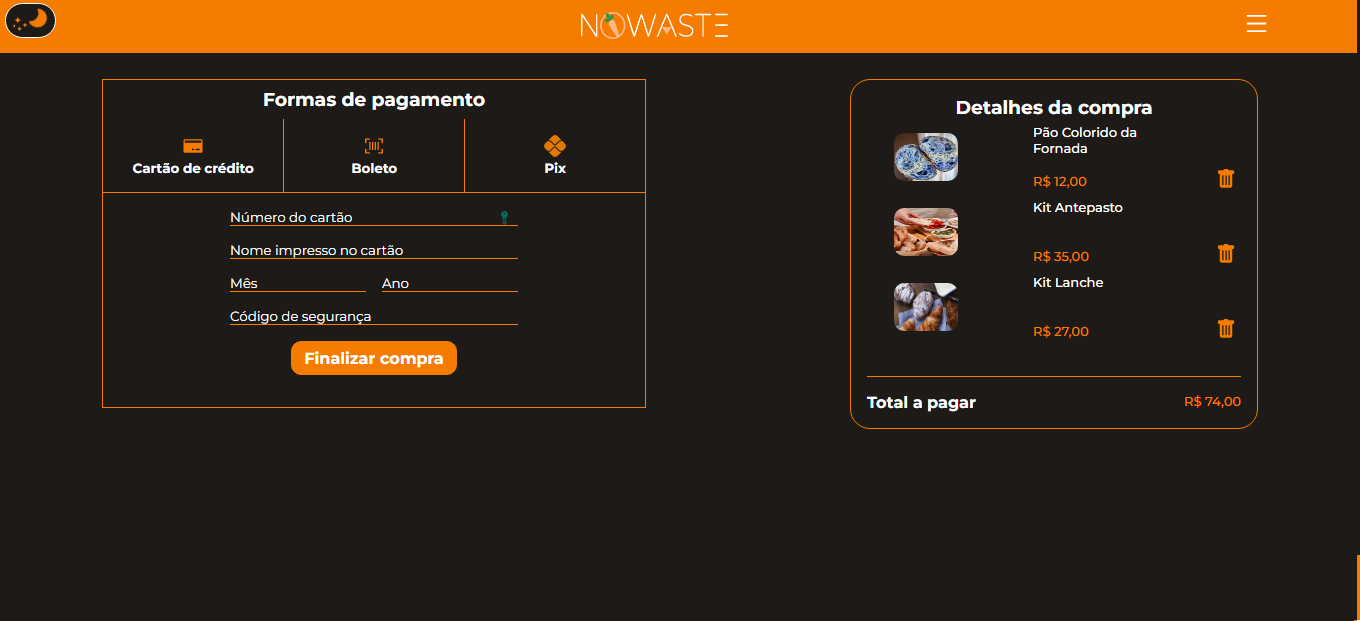 NOWASTE
Formas de pagamento
Cartão de crédito
Boleto
Pix
Número do cartão
Nome impresso no cartão
Mês
Ano
Código de segurança
Finalizar compra
Detalhes da compra
Pão Colorido da
Fornada
R$ 12,00
Kit Antepasto
R$ 35,00
Kit Lanche
R$ 27,00
Total a pagar
R$ 74,00